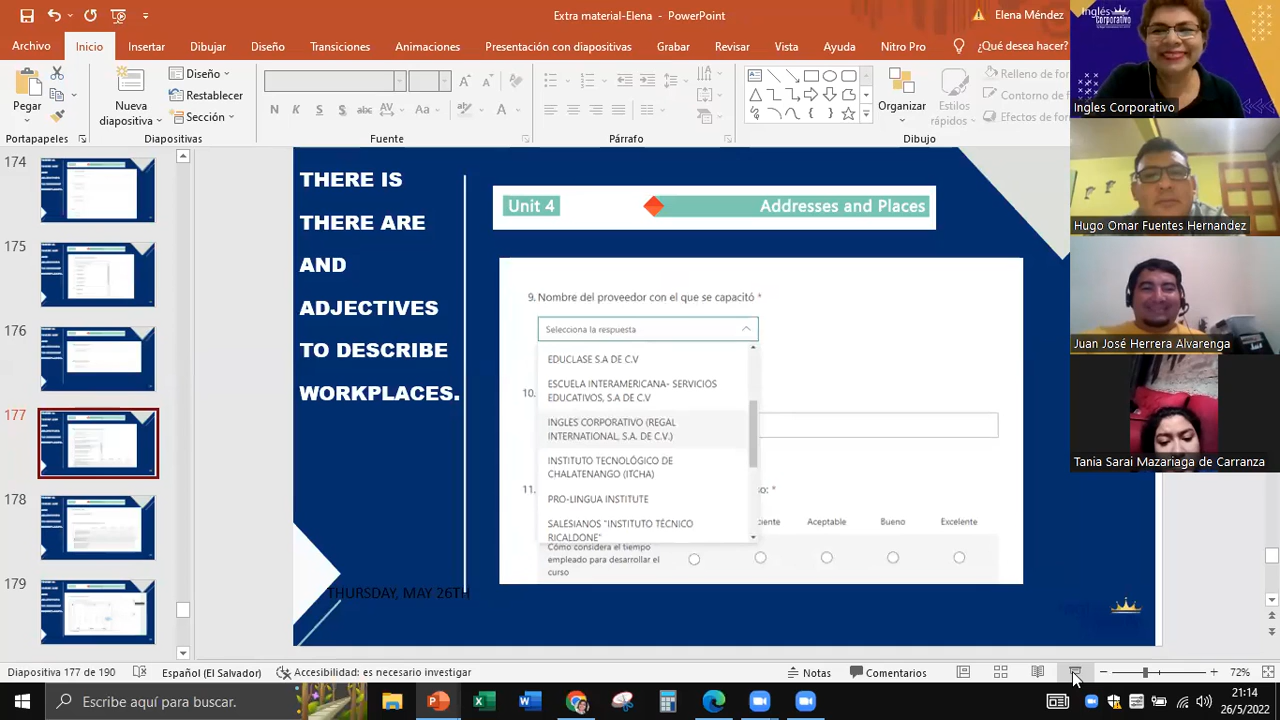 Extra material-Elena - PowerPoint
Elena Méndez
Archivo
Inicio
Insertar
Dibujar
Diseño
Transiciones
Animaciones
Presentación con diapositivas
Grabar
Revisar
Vista
Ayuda
Nitro Pro
¿Qué desea hacer?
Pegar
Nueva
diapositiva
Diseño
Restablecer
Sección
N
K
S
S
abc
AV
Aa
A
Organizar
Estilos
rápidos
Relleno de for
Contorno de
Efectos de for
Portapapeles
Diapositivas
Fuente
Párrafo
Dibujo
174
175
176
177
178
179
THERE IS
THERE ARE
AND
ADJECTIVES
TO DESCRIBE
WORKPLACES.
THURSDAY, MAY 26TH
Unit 4
Addresses and Places
9. Nombre del proveedor con el que se capacitó *
Selecciona la respuesta
EDUCLASE S.A DE C.V
ESCUELA INTERAMERICANA- SERVICIOS
EDUCATIVOS, S.A DE C.V
10.
INGLES CORPORATIVO (REGAL
INTERNATIONAL, S.A. DE C.V.)
INSTITUTO TECNOLÓGICO DE
CHALATENANGO (ITCHA)
11.
so: *
PRO-LINGUA INSTITUTE
SALESIANOS "INSTITUTO TÉCNICO
RICALDONE"
ciente
Aceptable
Bueno
Excelente
Cómo considera el tiempo
empleado para desarrollar el
curso
Inglés
Corporativo
Ingles Corporativo
Hugo Omar Fuentes Hernandez
Juan José Herrera Alvarenga
Tania Sarai Mazariaga de Carranza
Diapositiva 177 de 190
Español (El Salvador)
Accesibilidad: es necesario investigar
Notas
Comentarios
72%
Escribe aquí para buscar.
21:14
26/5/2022